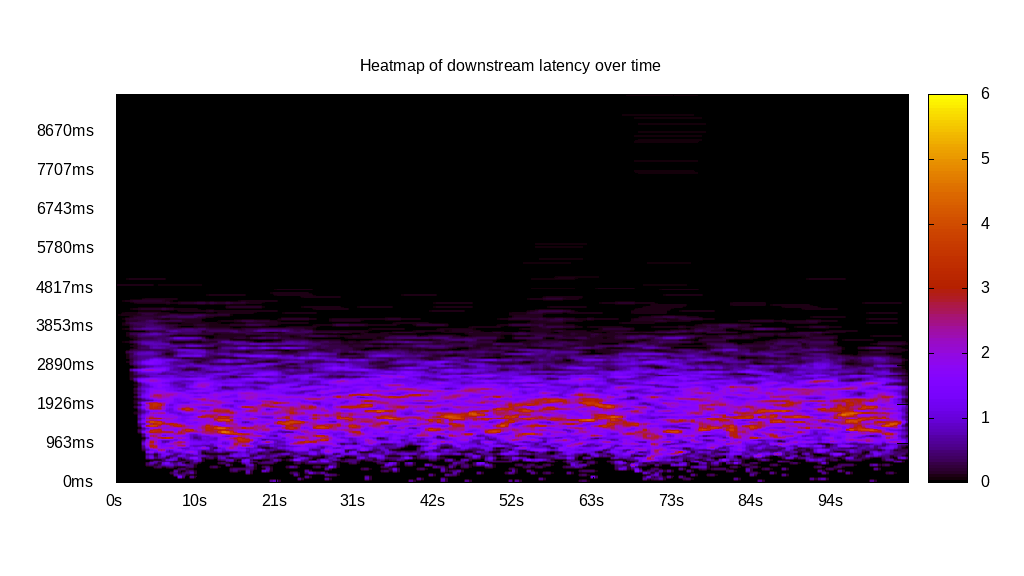 Heatmap of downstream latency over time
8670ms
7707ms
6743ms
5780ms
4817ms
3853ms
2890ms
1926ms
963ms
0ms
0s 10s 21s 31s 42s 52s 63s 73s 84s 94s
6
5
4
3
2
1
0